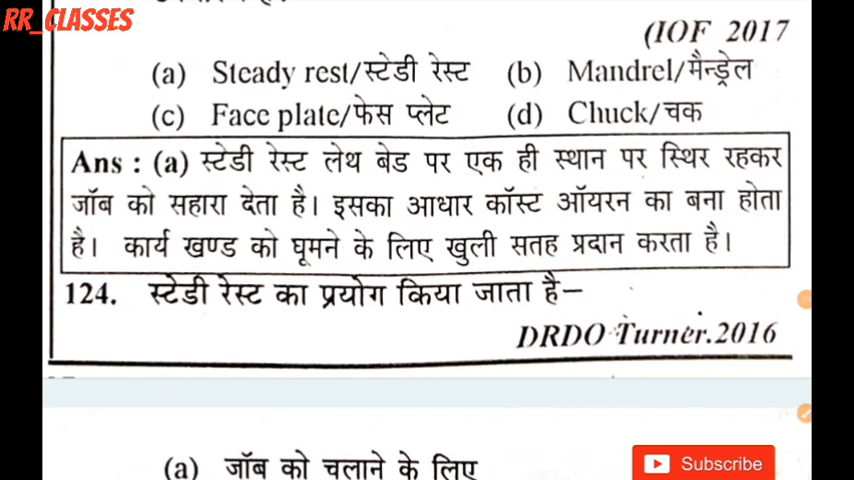 RR_CLASSES
(IOF 2017
(a) Steady rest/स्टेडी रेस्ट (b) Mandrel/मैन्ड्रेल
(c) Face plate/फेस प्लेट (d) Chuck/चक
Ans : (a) स्टेडी रेस्ट लेथ बेड पर एक ही स्थान पर स्थिर रहकर
जॉब को सहारा देता है। इसका आधार कॉस्ट ऑयरन का बना होता
है। कार्य खण्ड को घूमने के लिए खुली सतह प्रदान करता है।
124. स्टेडी रेस्ट का प्रयोग किया जाता है–
DRDO Turner.2016
(a) जॉब को चलाने के लिए
Subscribe